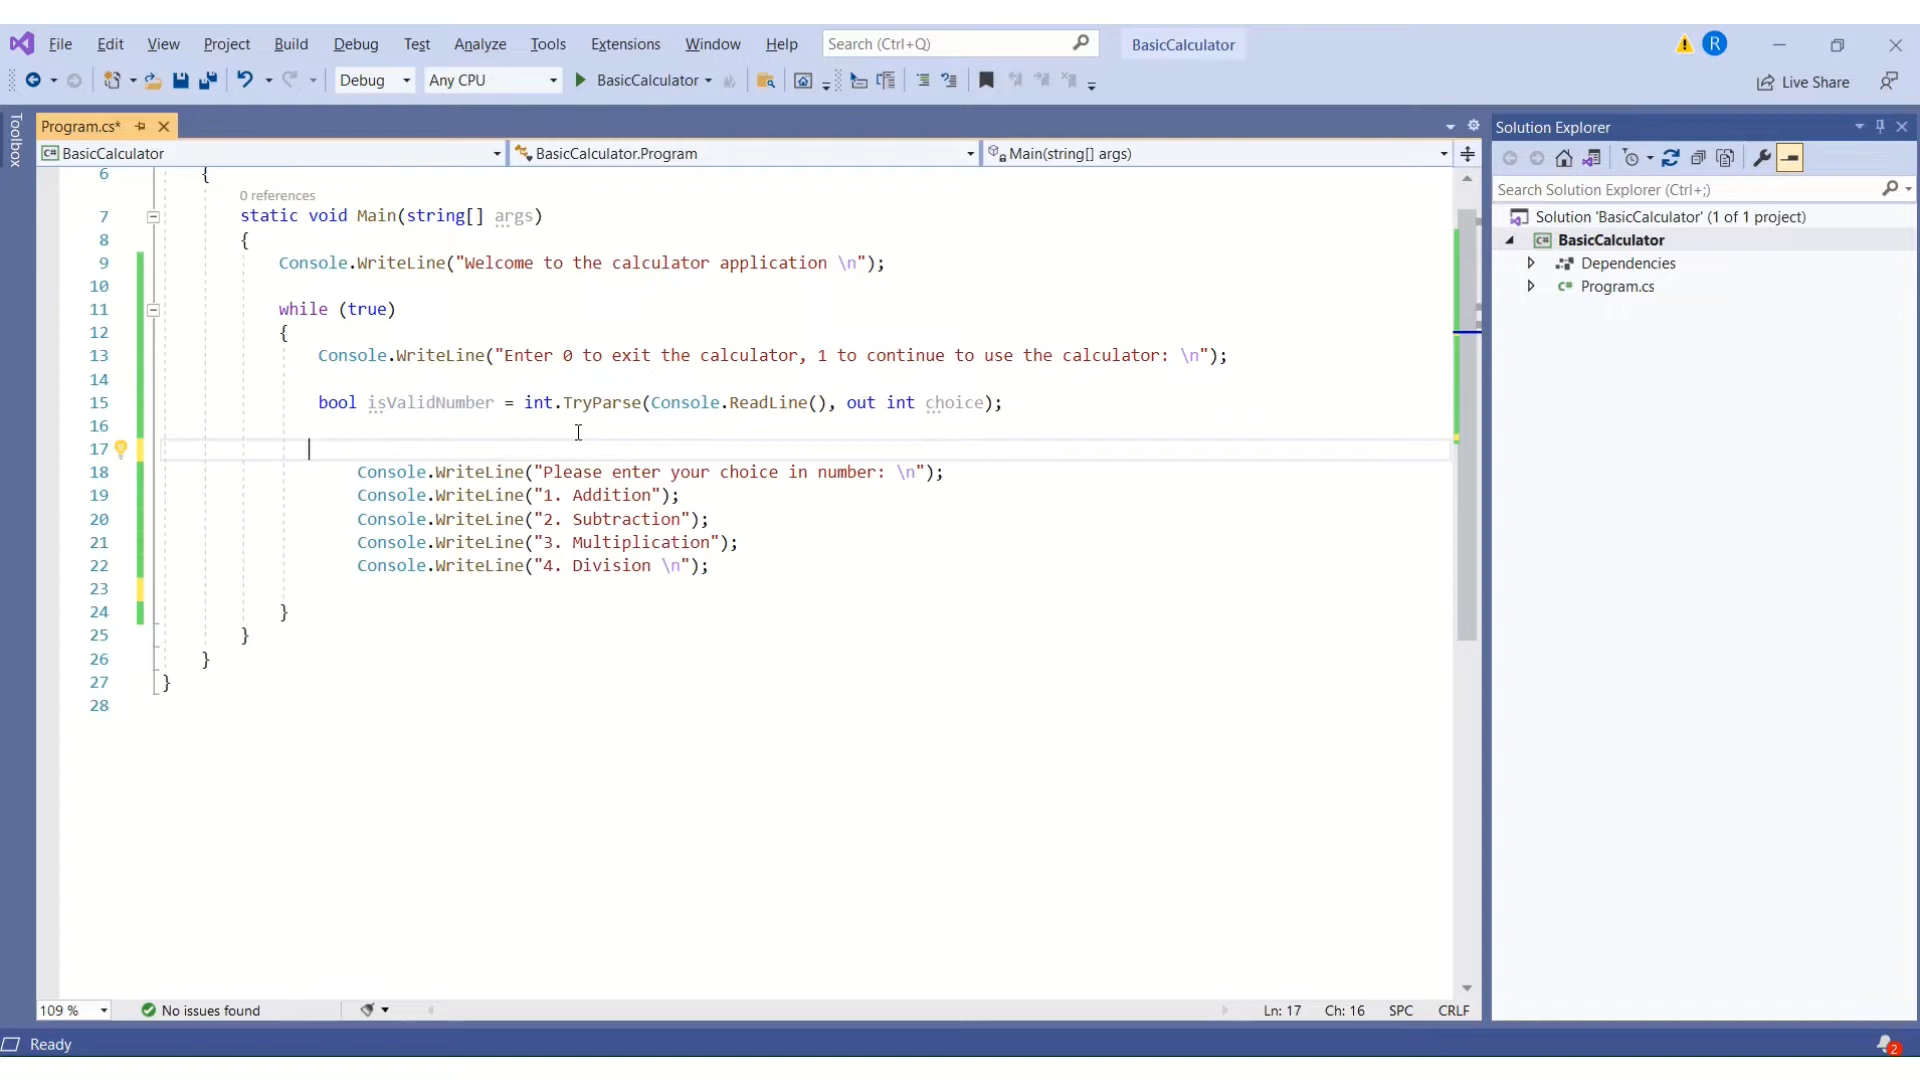 File Edit View Project Build Debug Test Analyze Tools Extensions Window Help Search (Ctrl+Q) BasicCalculator R
Debug Any CPU BasicCalculator Live Share
Toolbox
Program.cs*
Solution Explorer
BasicCalculator BasicCalculator.Program Main(string[] args)
Search Solution Explorer (Ctrl+;)
Solution 'BasicCalculator' (1 of 1 project)
BasicCalculator
Dependencies
Program.cs
6 {
0 references
7 static void Main(string[] args)
8 {
9 Console.WriteLine("Welcome to the calculator application \n");
10
11 while (true)
12 {
13 Console.WriteLine("Enter 0 to exit the calculator, 1 to continue to use the calculator: \n");
14
15 bool isValidNumber = int.TryParse(Console.ReadLine(), out int choice);
16
17
18 Console.WriteLine("Please enter your choice in number: \n");
19 Console.WriteLine("1. Addition");
20 Console.WriteLine("2. Subtraction");
21 Console.WriteLine("3. Multiplication");
22 Console.WriteLine("4. Division \n");
23
24 }
25 }
26 }
27 }
28
109 % No issues found Ln: 17 Ch: 16 SPC CRLF
Ready 2